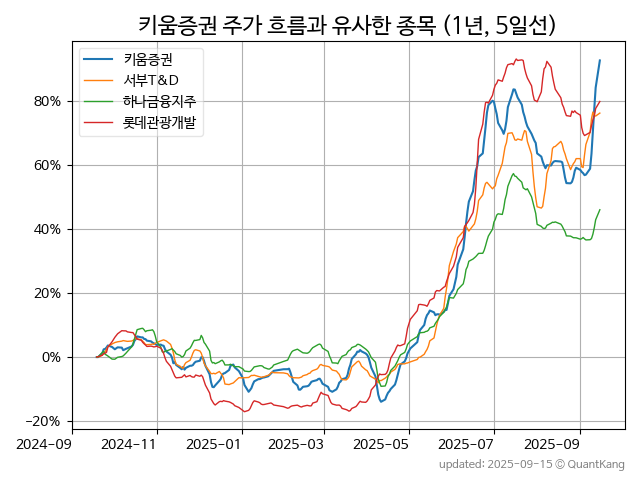 키움증권 주가 흐름과 유사한 종목 (1년, 5일선)
키움증권
서부T&D
하나금융지주
롯데관광개발
80%
60%
40%
20%
0%
−20%
2024-09 2024-11 2025-01 2025-03 2025-05 2025-07 2025-09
updated: 2025-09-15 © QuantKang